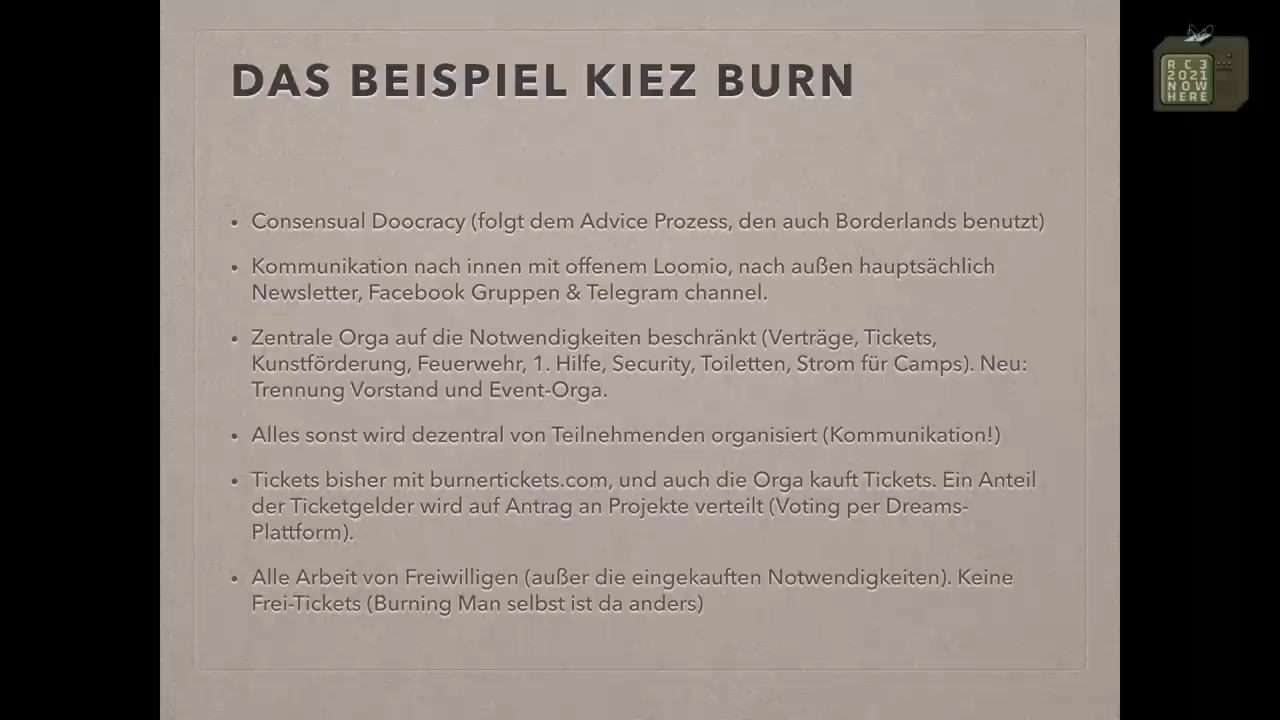 DAS BEISPIEL KIEZ BURN
• Consensual Doocracy (folgt dem Advice Prozess, den auch Borderlands benutzt)
• Kommunikation nach innen mit offenem Loomio, nach außen hauptsächlich
Newsletter, Facebook Gruppen & Telegram channel.
• Zentrale Orga auf die Notwendigkeiten beschränkt (Verträge, Tickets,
Kunstförderung, Feuerwehr, 1. Hilfe, Security, Toiletten, Strom für Camps). Neu:
Trennung Vorstand und Event-Orga.
• Alles sonst wird dezentral von Teilnehmenden organisiert (Kommunikation!)
• Tickets bisher mit burnertickets.com, und auch die Orga kauft Tickets. Ein Anteil
der Ticketgelder wird auf Antrag an Projekte verteilt (Voting per Dreams-
Plattform).
• Alle Arbeit von Freiwilligen (außer die eingekauften Notwendigkeiten). Keine
Frei-Tickets (Burning Man selbst ist da anders)
RC3
2021
NOW
HERE